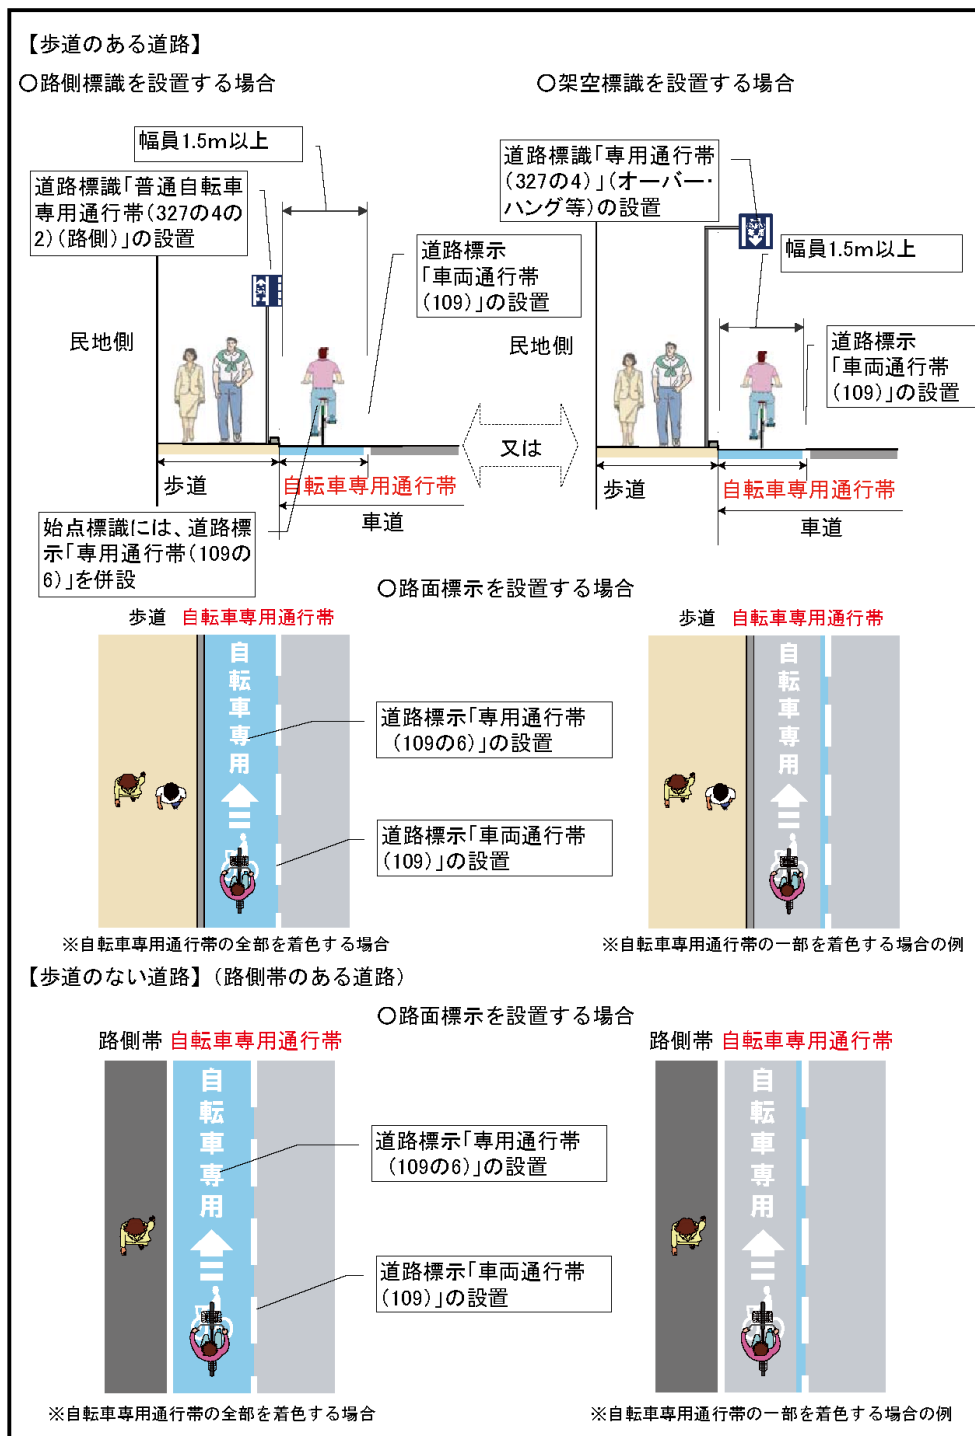 【歩道のある道路】
○路側標識を設置する場合
○架空標識を設置する場合
幅員1.5m以上
道路標識「普通自転車
専用通行帯(327の4の
2)(路側)」の設置
道路標示
「車両通行帯
(109)」の設置
民地側
歩道
自転車専用通行帯
車道
始点標識には、道路標
示「専用通行帯(109の
6)」を併設
又は
道路標識「専用通行帯
(327の4)」(オーバー・
ハング等)の設置
幅員1.5m以上
道路標示
「車両通行帯
(109)」の設置
民地側
歩道
自転車専用通行帯
車道
○路面標示を設置する場合
歩道 自転車専用通行帯
自転車専用
道路標示「専用通行帯
(109の6)」の設置
道路標示「車両通行帯
(109)」の設置
※自転車専用通行帯の全部を着色する場合
歩道 自転車専用通行帯
自転車専用
※自転車専用通行帯の一部を着色する場合の例
【歩道のない道路】(路側帯のある道路)
○路面標示を設置する場合
路側帯 自転車専用通行帯
自転車専用
道路標示「専用通行帯
(109の6)」の設置
道路標示「車両通行帯
(109)」の設置
※自転車専用通行帯の全部を着色する場合
路側帯 自転車専用通行帯
自転車専用
※自転車専用通行帯の一部を着色する場合の例